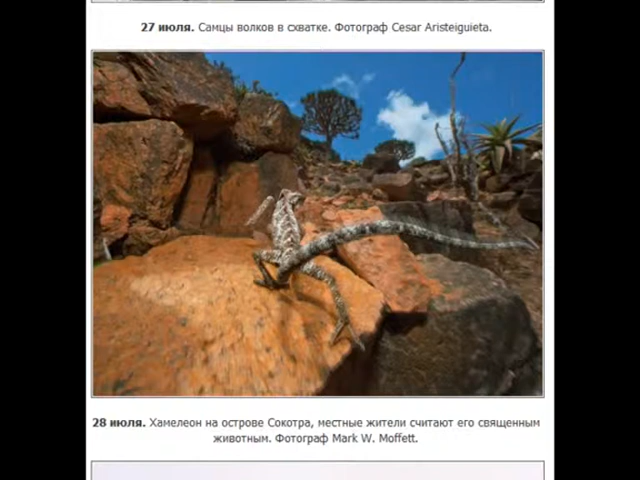 27 июля. Самцы волков в схватке. Фотограф Cesar Aristeiguieta.
28 июля. Хамелеон на острове Сокотра, местные жители считают его священным
животным. Фотограф Mark W. Moffett.